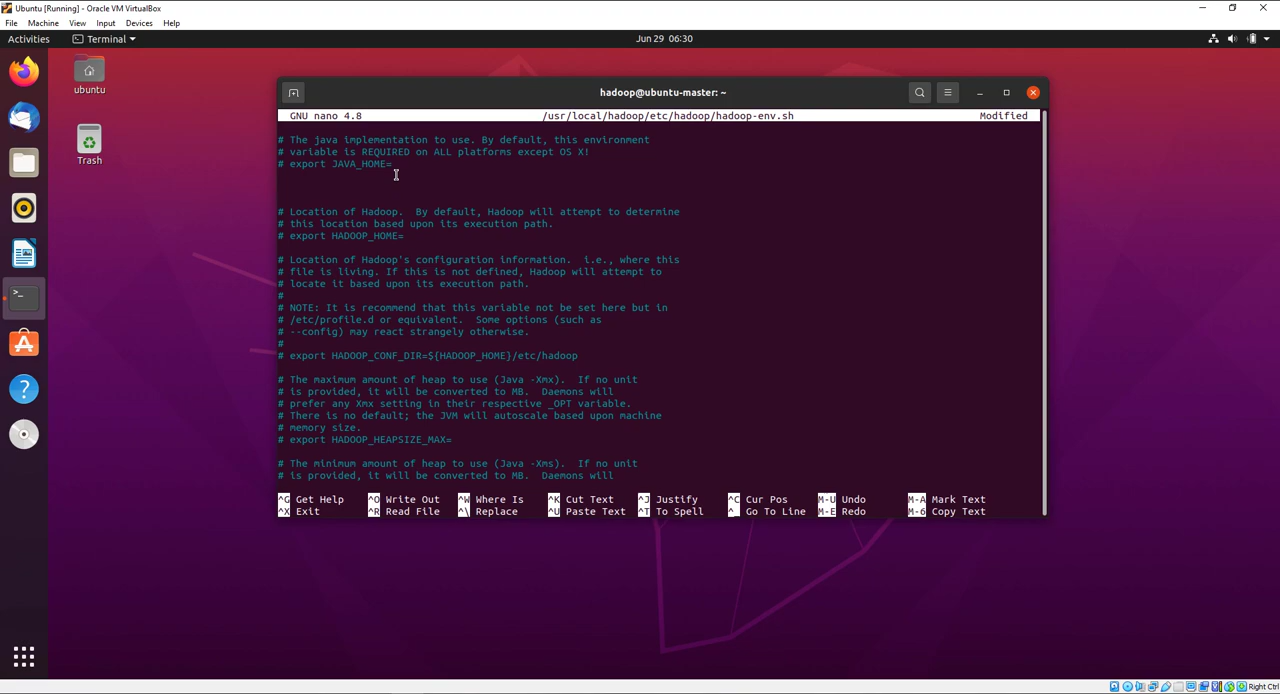 Ubuntu [Running] - Oracle VM VirtualBox
File Machine View Input Devices Help
Activities Terminal Jun 29 06:30
ubuntu
Trash
hadoop@ubuntu-master: ~
GNU nano 4.8 /usr/local/hadoop/etc/hadoop/hadoop-env.sh Modified
# The java implementation to use. By default, this environment
# variable is REQUIRED on ALL platforms except OS X!
# export JAVA_HOME=
# Location of Hadoop.  By default, Hadoop will attempt to determine
# this location based upon its execution path.
# export HADOOP_HOME=
# Location of Hadoop's configuration information.  i.e., where this
# file is living. If this is not defined, Hadoop will attempt to
# locate it based upon its execution path.
#
# NOTE: It is recommend that this variable not be set here but in
# /etc/profile.d or equivalent.  Some options (such as
# --config) may react strangely otherwise.
#
# export HADOOP_CONF_DIR=${HADOOP_HOME}/etc/hadoop
# The maximum amount of heap to use (Java -Xmx).  If no unit
# is provided, it will be converted to MB.  Daemons will
# prefer any Xmx setting in their respective _OPT variable.
# There is no default; the JVM will autoscale based upon machine
# memory size.
# export HADOOP_HEAPSIZE_MAX=
# The minimum amount of heap to use (Java -Xms).  If no unit
# is provided, it will be converted to MB.  Daemons will
^G Get Help ^O Write Out ^W Where Is ^K Cut Text ^J Justify ^C Cur Pos M-U Undo M-A Mark Text
^X Exit ^R Read File ^\ Replace ^U Paste Text ^T To Spell ^_ Go To Line M-E Redo M-6 Copy Text
Right Ctrl